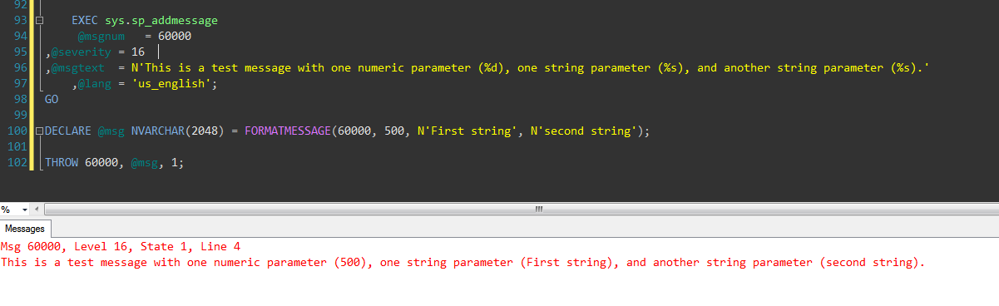 92
93 EXEC sys.sp_addmessage
94 @msgnum = 60000
95 ,@severity = 16
96 ,@msgtext = N'This is a test message with one numeric parameter (%d), one string parameter (%s), and another string parameter (%s).'
97 ,@lang = 'us_english';
98 GO
99
100 DECLARE @msg NVARCHAR(2048) = FORMATMESSAGE(60000, 500, N'First string', N'second string');
101
102 THROW 60000, @msg, 1;
%
Messages
Msg 60000, Level 16, State 1, Line 4
This is a test message with one numeric parameter (500), one string parameter (First string), and another string parameter (second string).